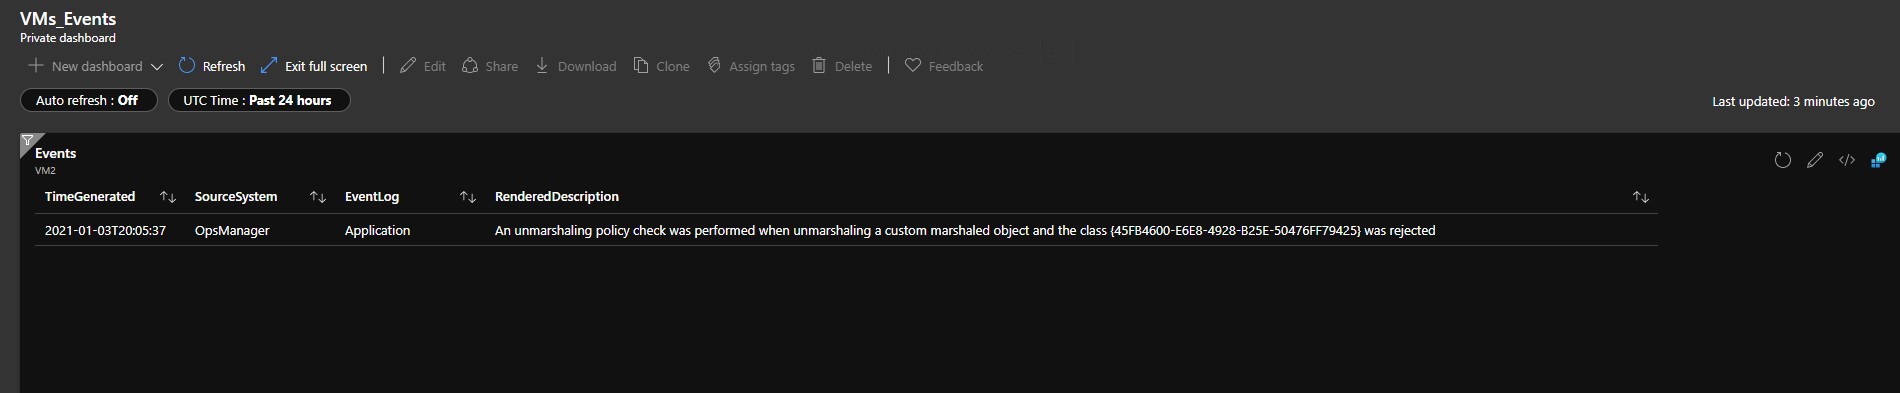 VMs_Events
Private dashboard
New dashboard Refresh Exit full screen Edit Share Download Clone Assign tags Delete Feedback
Auto refresh : Off UTC Time : Past 24 hours Last updated: 3 minutes ago
Events
VM2
TimeGenerated SourceSystem EventLog RenderedDescription
2021-01-03T20:05:37 OpsManager Application An unmarshaling policy check was performed when unmarshaling a custom marshaled object and the class {45FB4600-E6E8-4928-B25E-50476FF79425} was rejected